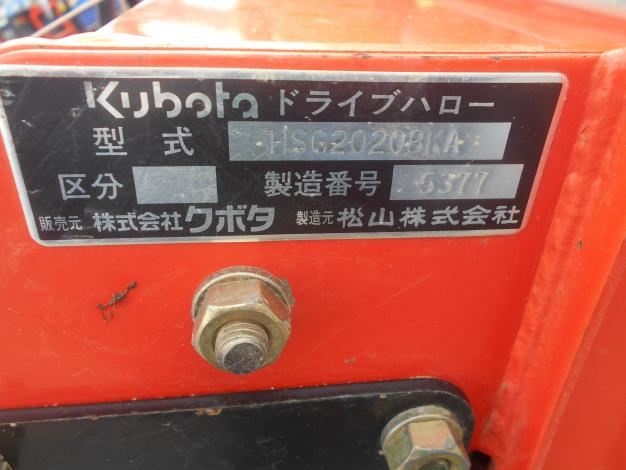 Kubota ドライブハロー
型式 HSG2020BKA
区分 製造番号 5377
販売元 株式会社クボタ 製造元 松山株式会社